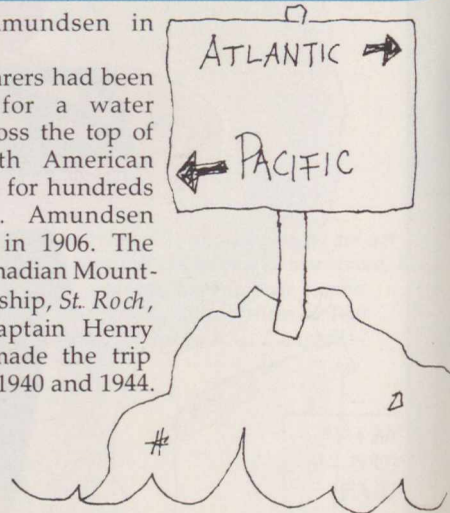 mundsen in
arers had been
for a water
oss the top of
th American
for hundreds
. Amundsen
in 1906. The
nadian Mount-
ship, St. Roch,
aptain Henry
made the trip
1940 and 1944.
ATLANTIC
PACIFIC